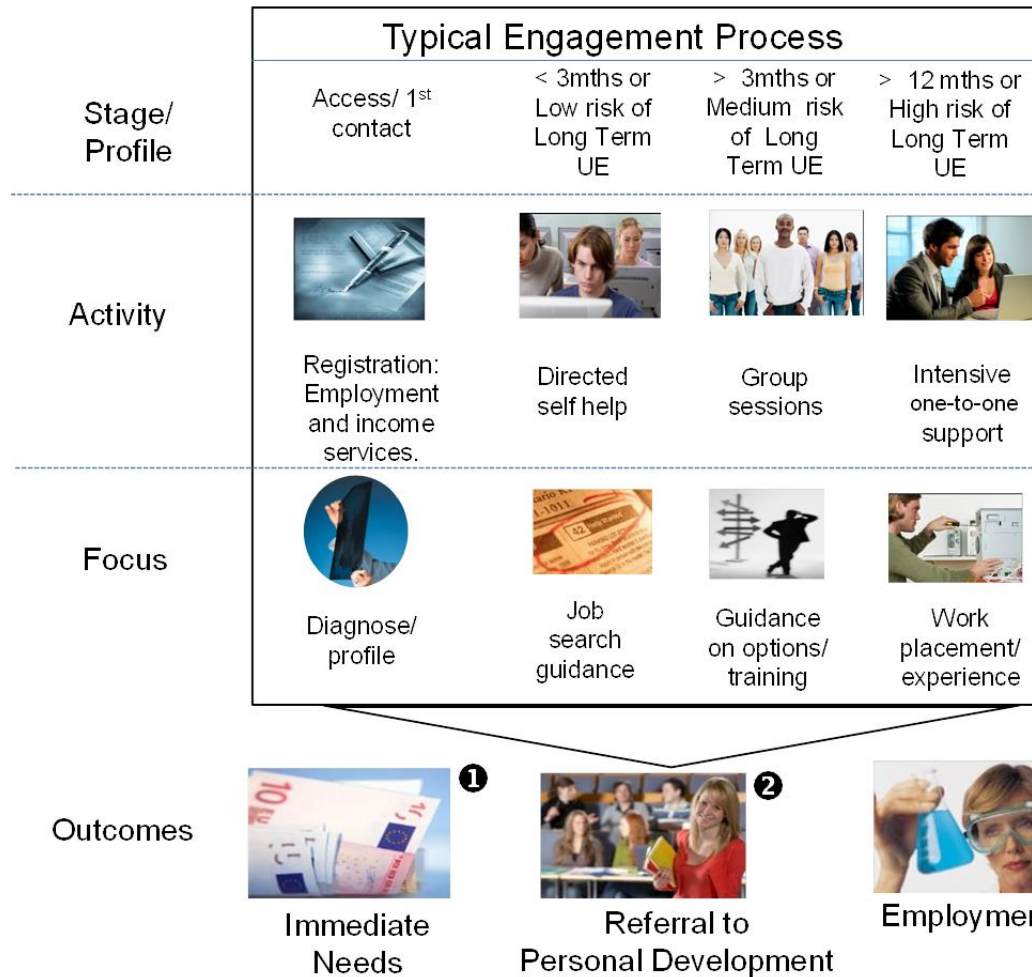 Typical Engagement Process
Stage/
Profile
Access/ 1st
contact
< 3mths or
Low risk of
Long Term
UE
> 3mths or
Medium risk
of Long
Term UE
> 12 mths or
High risk of
Long Term
UE
Activity
Registration:
Employment
and income
services.
Directed
self help
Group
sessions
Intensive
one-to-one
support
Focus
42
Diagnose/
profile
Job
search
guidance
Guidance
on options/
training
Work
placement/
experience
Outcomes
10
❶
❷
Immediate
Needs
Referral to
Personal Development
Employmen